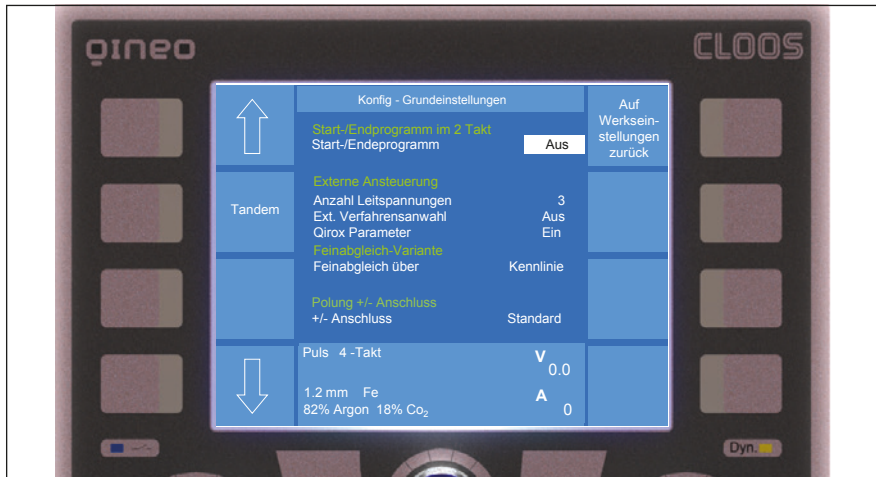 QINEO
CLOOS
Konfig - Grundeinstellungen
Auf
Werksein-
stellungen
zurück
Start-/Endprogramm im 2 Takt
Start-/Endeprogramm Aus
Tandem
Externe Ansteuerung
Anzahl Leitspannungen 3
Ext. Verfahrensanwahl Aus
Qirox Parameter Ein
Feinabgleich-Variante
Feinabgleich über Kennlinie
Polung +/- Anschluss
+/- Anschluss Standard
Puls 4 -Takt V
0.0
1.2 mm Fe A
82% Argon 18% Co₂ 0
Dyn.